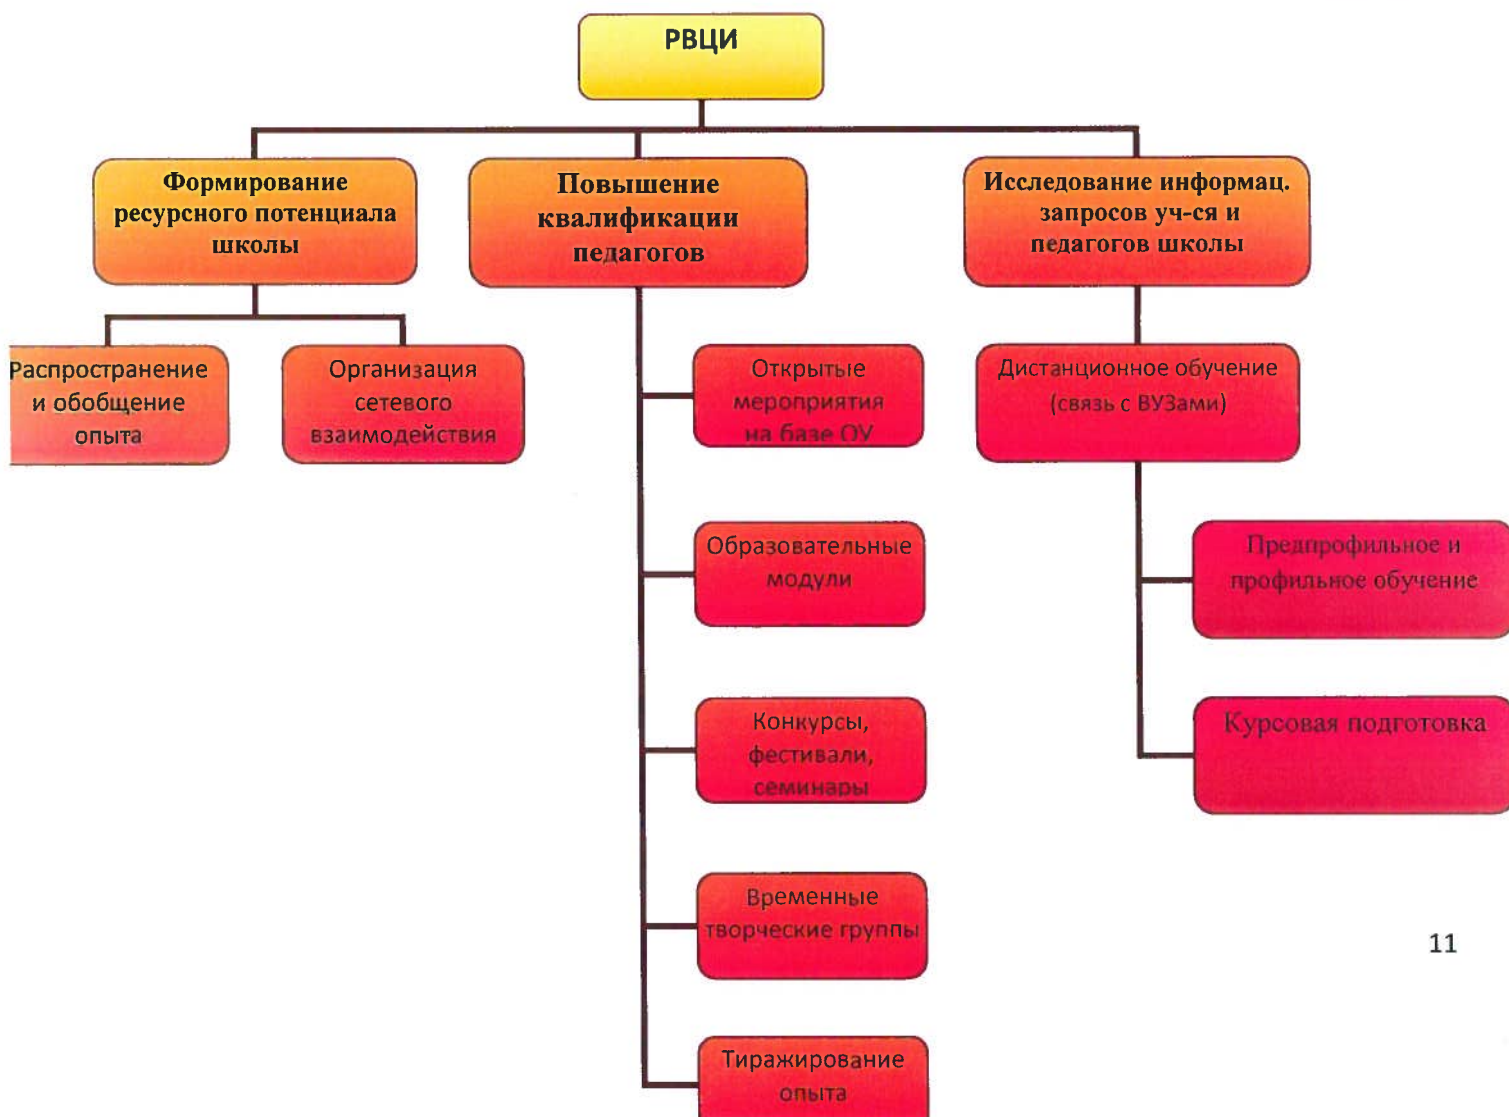 РВЦИ
Формирование
ресурсного потенциала
школы
Повышение
квалификации
педагогов
Исследование информац.
запросов уч-ся и
педагогов школы
Распространение
и обобщение
опыта
Организация
сетевого
взаимодействия
Открытые
мероприятия
на базе ОУ
Дистанционное обучение
(связь с ВУЗами)
Образовательные
модули
Предпрофильное и
профильное обучение
Конкурсы,
фестивали,
семинары
Курсовая подготовка
Временные
творческие группы
11
Тиражирование
опыта